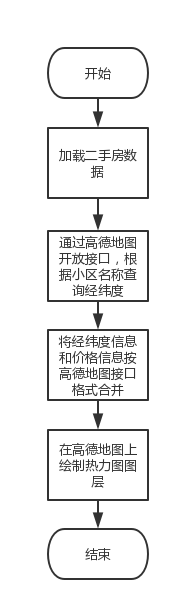 开始
加载二手房数
据
通过高德地图
开放接口，根
据小区名称查
询经纬度
将经纬度信息
和价格信息按
高德地图接口
格式合并
在高德地图上
绘制热力图图
层
结束